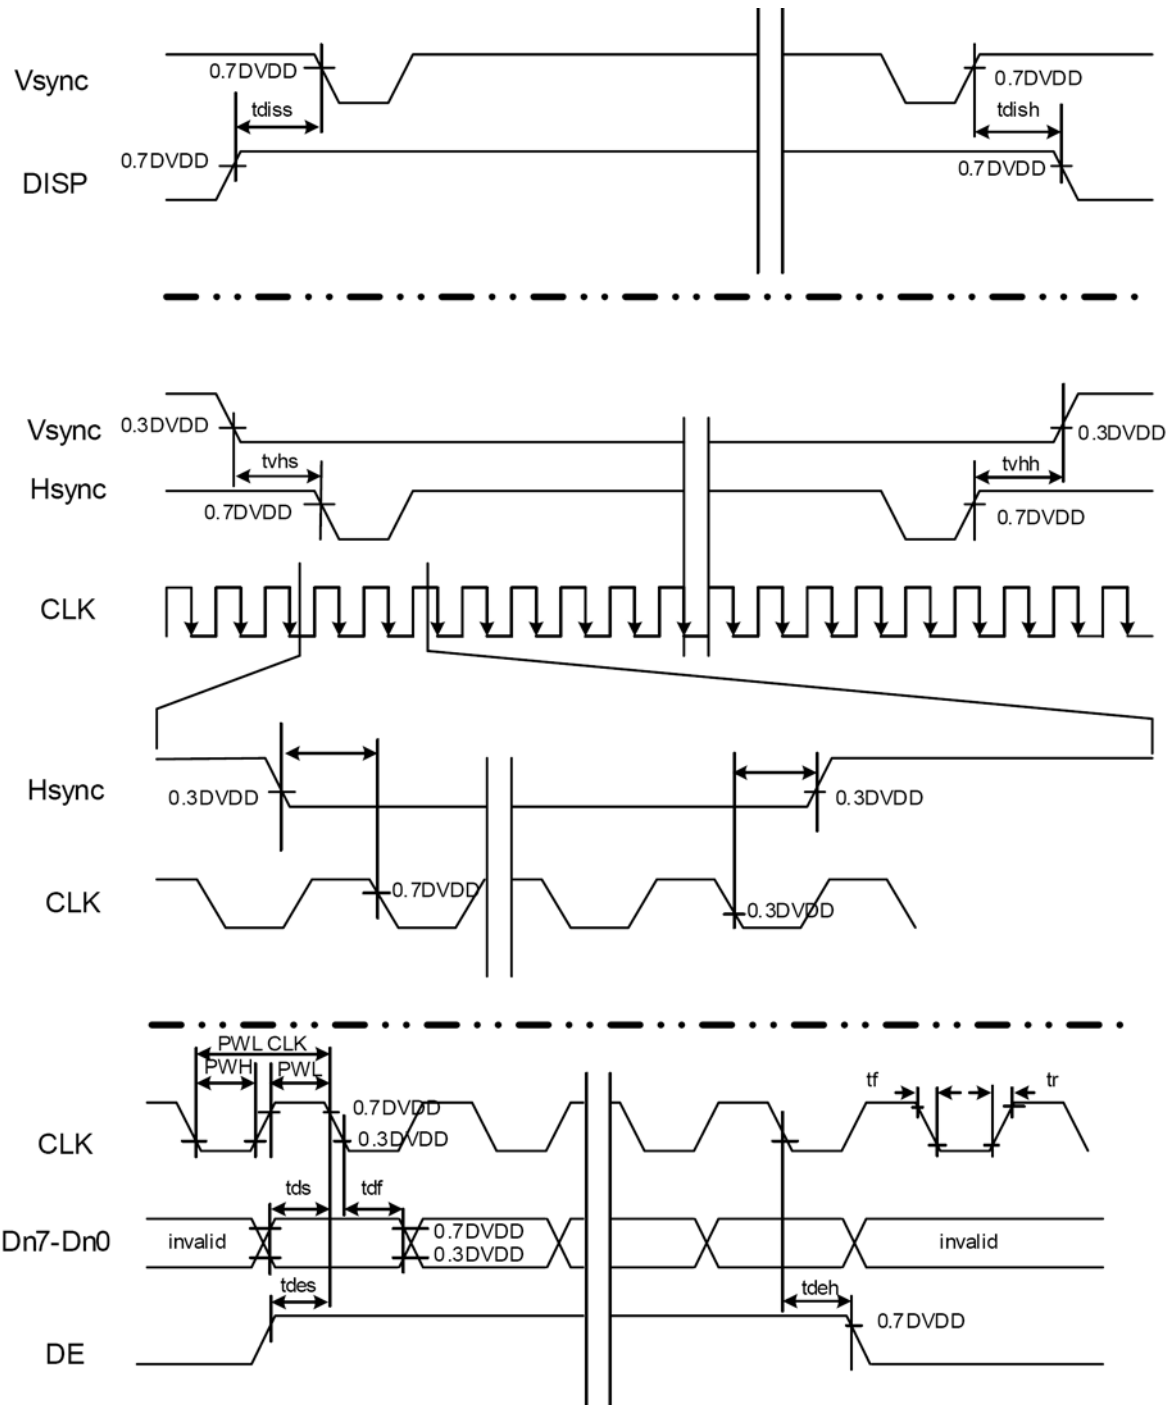 Vsync
0.7DVDD
0.7DVDD
tdiss
tdish
DISP
0.7DVDD
0.7DVDD
Vsync
0.3DVDD
0.3DVDD
tvhs
tvhh
Hsync
0.7DVDD
0.7DVDD
CLK
Hsync
0.3DVDD
0.3DVDD
CLK
0.7DVDD
0.3DVDD
PWL CLK
PWH
PWL
tf
tr
CLK
0.7DVDD
0.3DVDD
tds
tdf
Dn7-Dn0
invalid
0.7DVDD
0.3DVDD
invalid
tdes
tdeh
DE
0.7DVDD